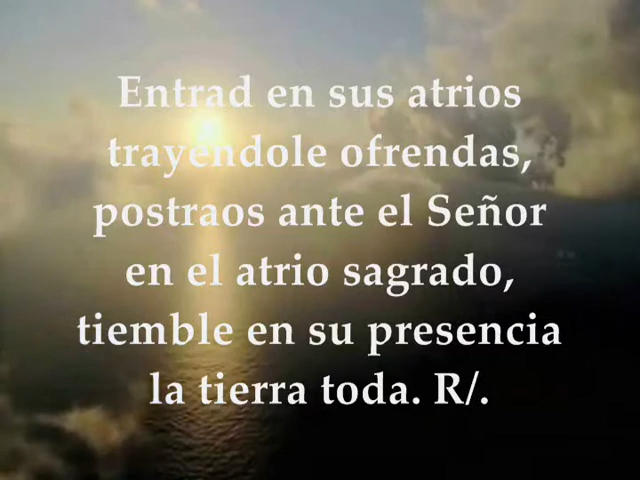 Entrad en sus atrios
trayéndole ofrendas,
postraos ante el Señor
en el atrio sagrado,
tiemble en su presencia
la tierra toda. R/.